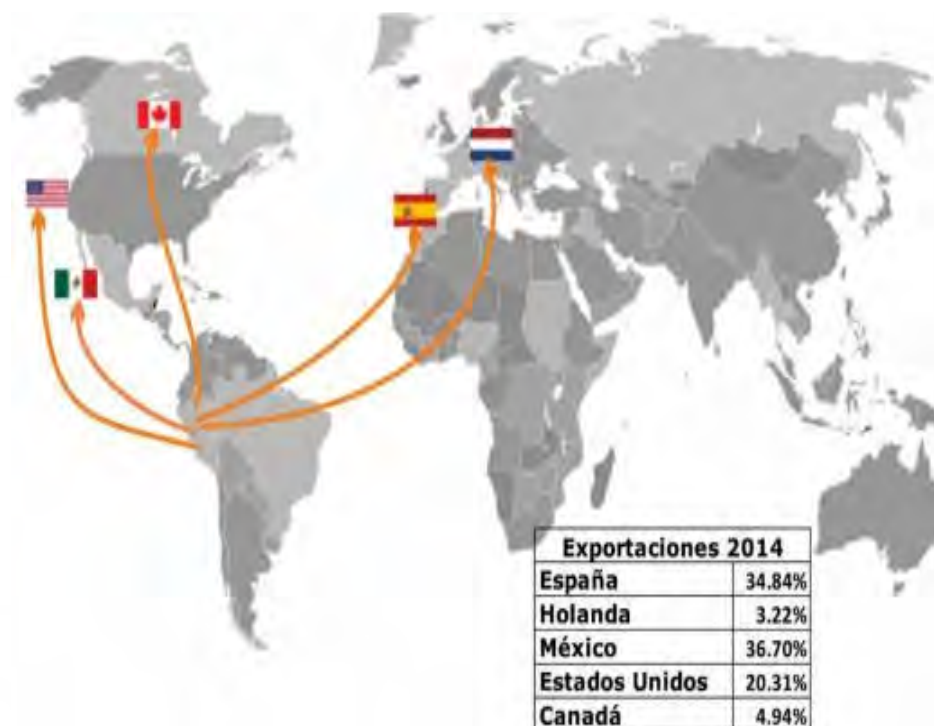 Exportaciones 2014
España 34.84%
Holanda 3.22%
México 36.70%
Estados Unidos 20.31%
Canadá 4.94%